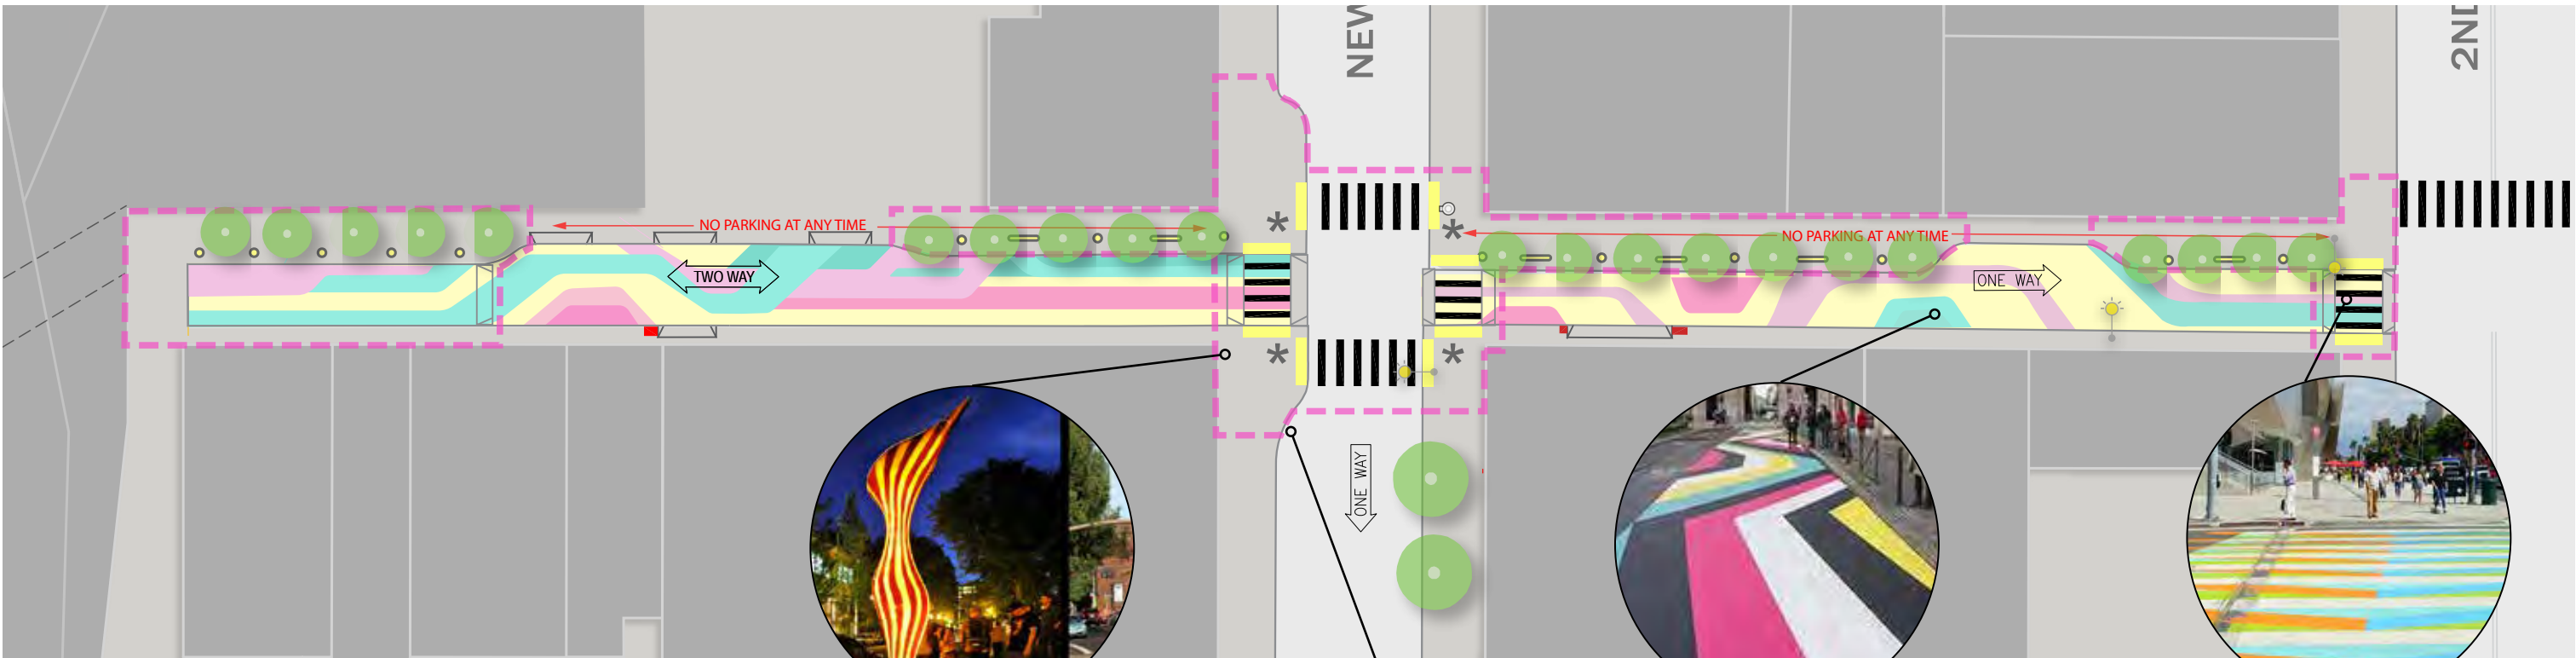 NEW
2ND
NO PARKING AT ANY TIME
NO PARKING AT ANY TIME
TWO WAY
ONE WAY
ONE WAY